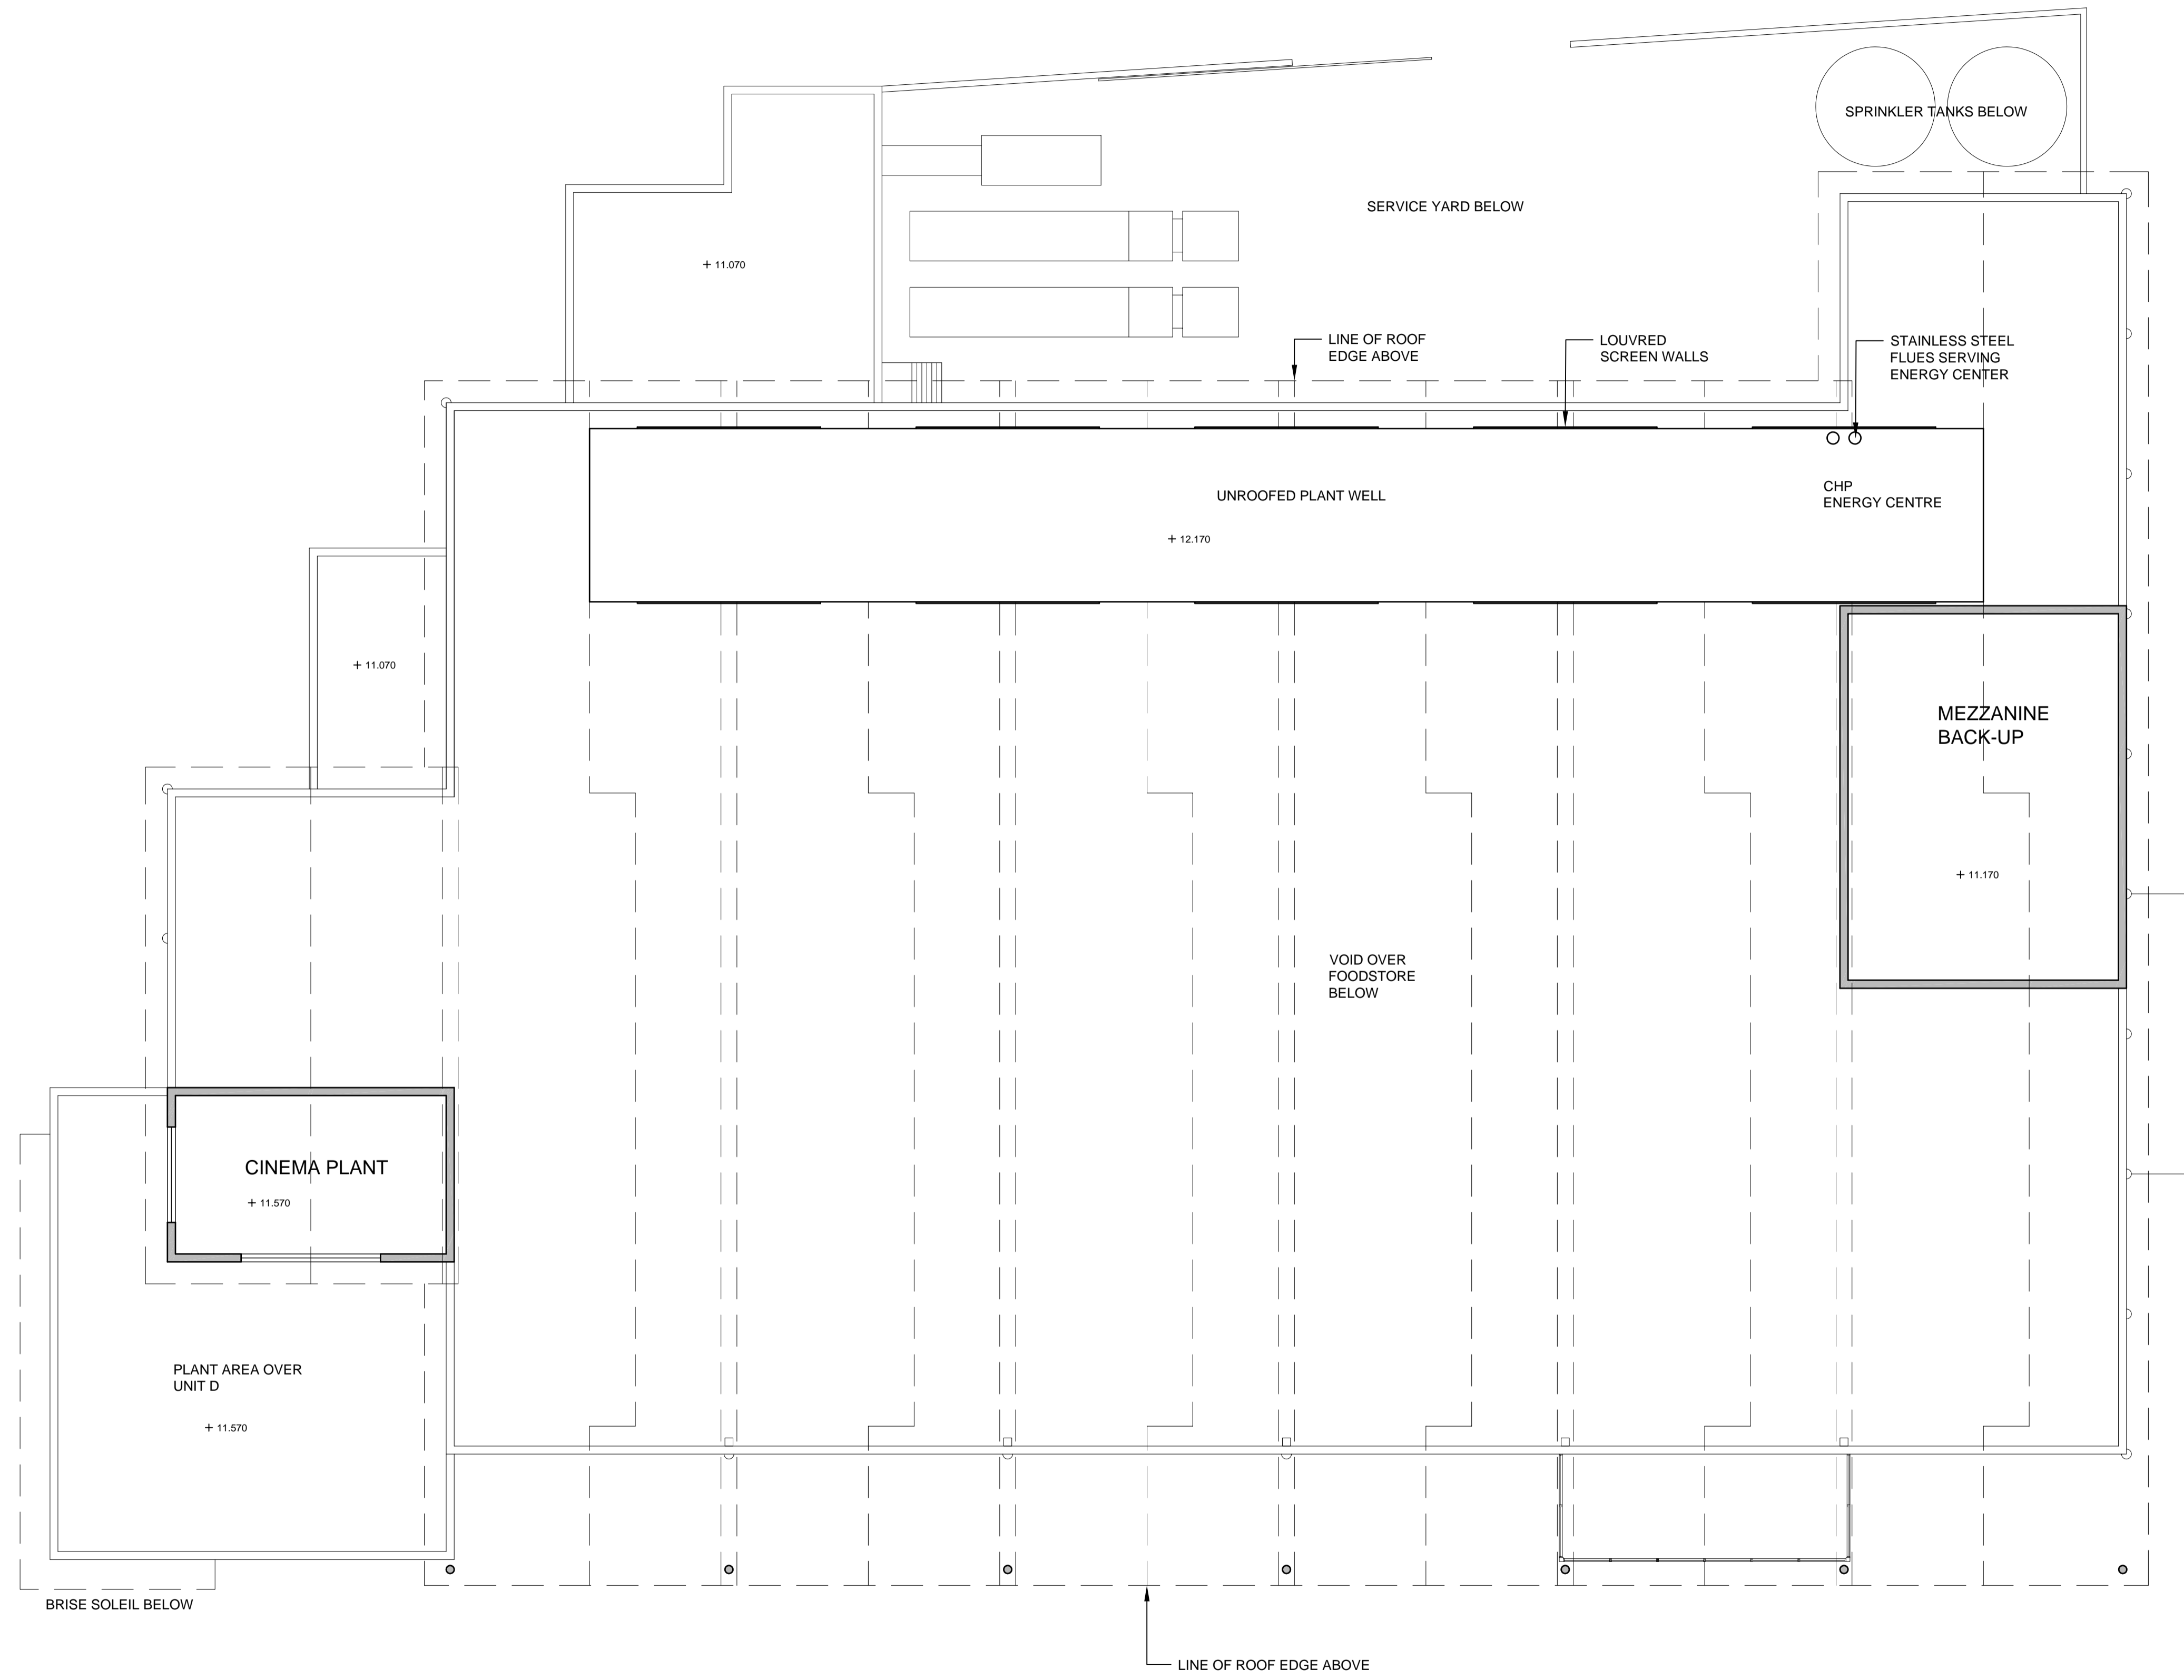 SPRINKLER TANKS BELOW
SERVICE YARD BELOW
+ 11.070
LINE OF ROOF
EDGE ABOVE
LOUVRED
SCREEN WALLS
STAINLESS STEEL
FLUES SERVING
ENERGY CENTER
UNROOFED PLANT WELL
CHP
ENERGY CENTRE
+ 12.170
+ 11.070
MEZZANINE
BACK-UP
+ 11.170
VOID OVER
FOODSTORE
BELOW
CINEMA PLANT
+ 11.570
PLANT AREA OVER
UNIT D
+ 11.570
BRISE SOLEIL BELOW
LINE OF ROOF EDGE ABOVE